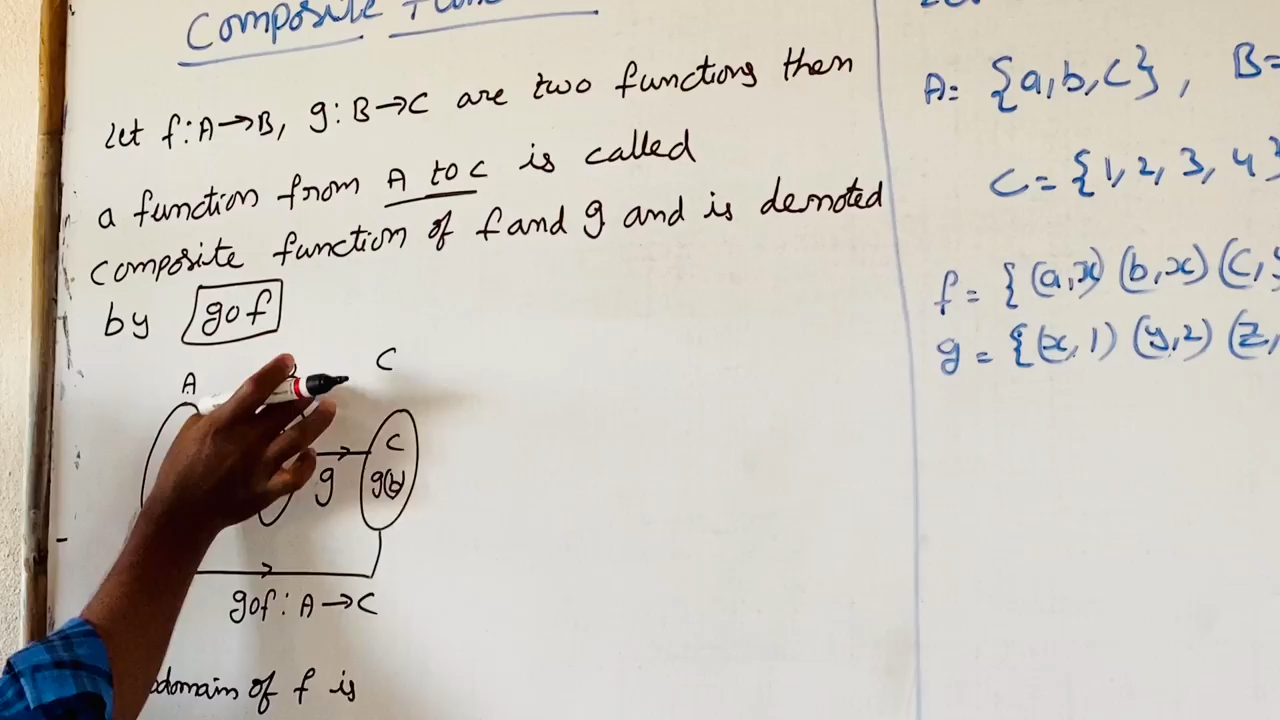 Composite
Let f:A→B, g:B→C are two functions then
a function from A to C is called
composite function of f and g and is denoted
by gof
A
C
C
g
g(b)
gof: A→C
domain of f is
A= {a,b,c}, B=
C={1,2,3,4}
f= {(a,x) (b,x) (c,
g= {(x,1) (y,2) (z,